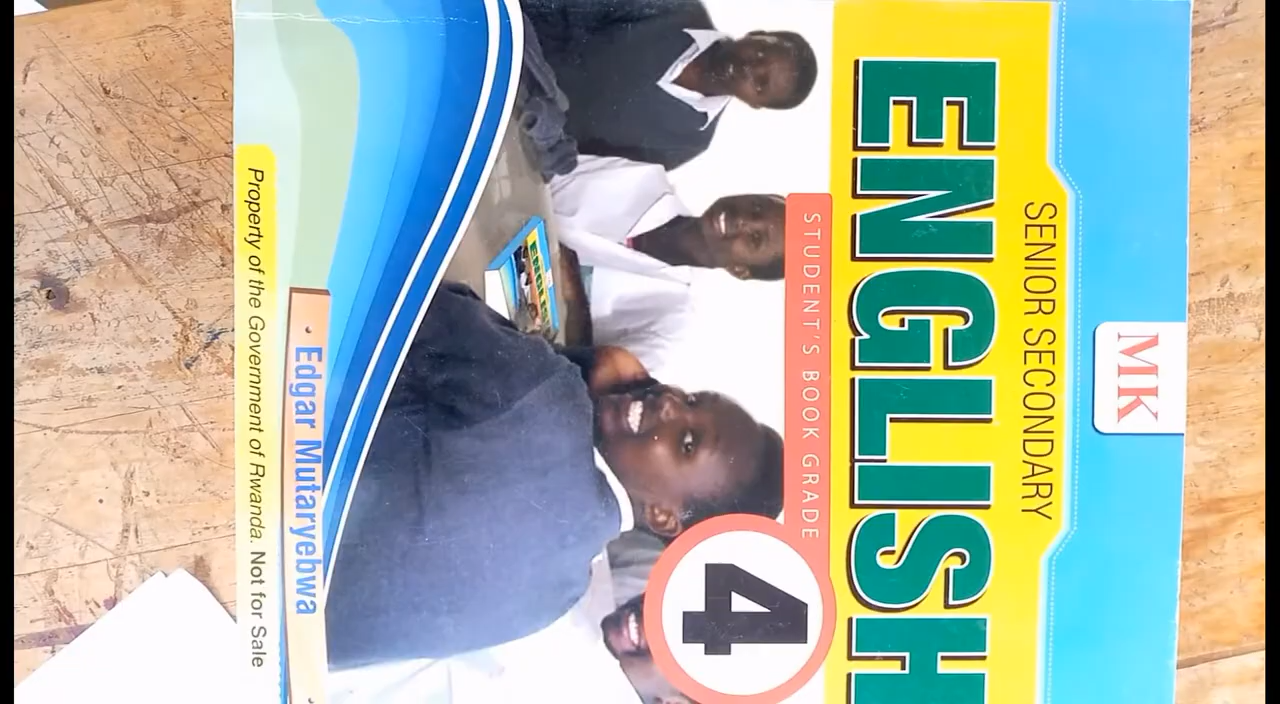 MK
SENIOR SECONDARY
ENGLISH
STUDENT'S BOOK GRADE
4
ENGLISH
• Edgar Mutaryebwa •
Property of the Government of Rwanda. Not for Sale